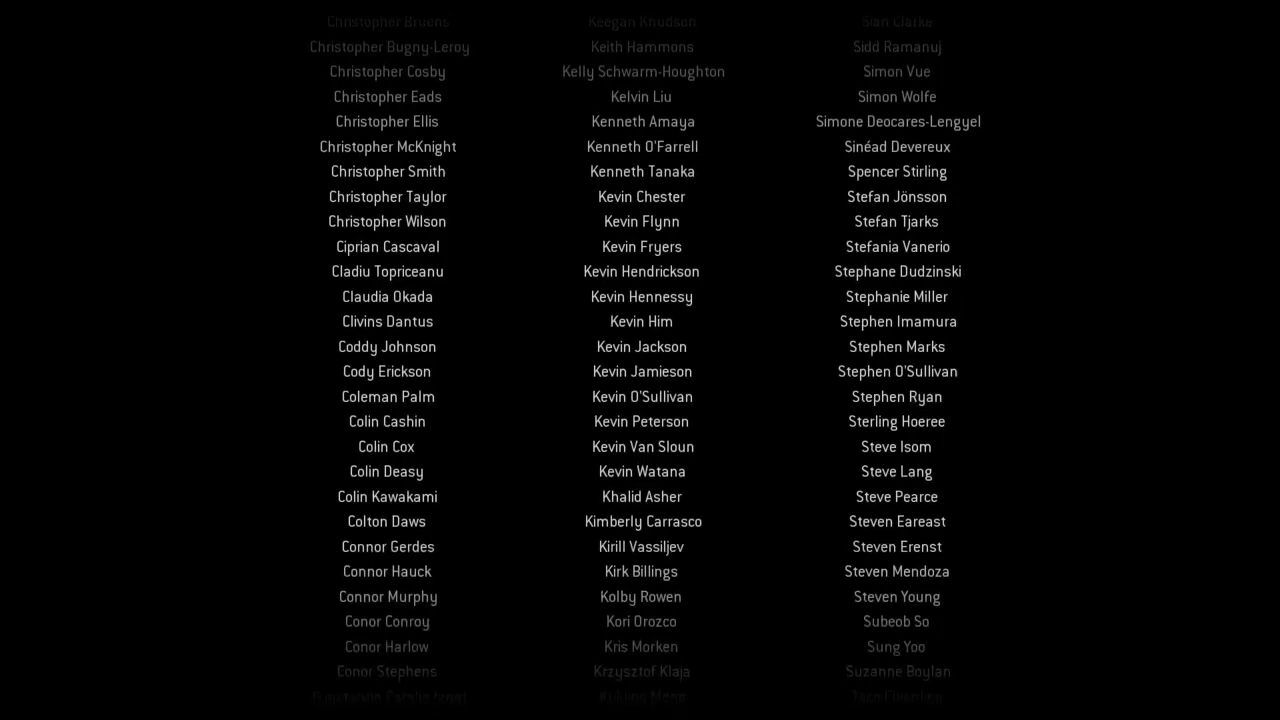 Christopher Bruens
Christopher Bugny-Leroy
Christopher Cosby
Christopher Eads
Christopher Ellis
Christopher McKnight
Christopher Smith
Christopher Taylor
Christopher Wilson
Ciprian Cascaval
Cladiu Topriceanu
Claudia Okada
Clivins Dantus
Coddy Johnson
Cody Erickson
Coleman Palm
Colin Cashin
Colin Cox
Colin Deasy
Colin Kawakami
Colton Daws
Connor Gerdes
Connor Hauck
Connor Murphy
Conor Conroy
Conor Harlow
Conor Stephens
Keegan Knudson
Keith Hammons
Kelly Schwarm-Houghton
Kelvin Liu
Kenneth Amaya
Kenneth O'Farrell
Kenneth Tanaka
Kevin Chester
Kevin Flynn
Kevin Fryers
Kevin Hendrickson
Kevin Hennessy
Kevin Him
Kevin Jackson
Kevin Jamieson
Kevin O'Sullivan
Kevin Peterson
Kevin Van Sloun
Kevin Watana
Khalid Asher
Kimberly Carrasco
Kirill Vassiljev
Kirk Billings
Kolby Rowen
Kori Orozco
Kris Morken
Krzysztof Klaja
Sian Clarke
Sidd Ramanuj
Simon Vue
Simon Wolfe
Simone Deocares-Lengyel
Sinéad Devereux
Spencer Stirling
Stefan Jönsson
Stefan Tjarks
Stefania Vanerio
Stephane Dudzinski
Stephanie Miller
Stephen Imamura
Stephen Marks
Stephen O'Sullivan
Stephen Ryan
Sterling Hoeree
Steve Isom
Steve Lang
Steve Pearce
Steven Eareast
Steven Erenst
Steven Mendoza
Steven Young
Subeob So
Sung Yoo
Suzanne Boylan